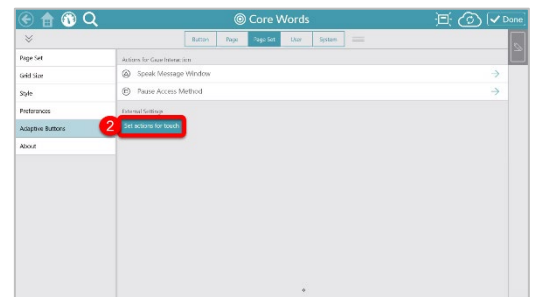 Core Words
Done
Button Page Page Set User System
Page Set
Grid Size
Style
Preferences
Adaptive Buttons
About
Actions for Gaze Interaction
Speak Message Window
Pause Access Method
External Settings
2
Set actions for touch